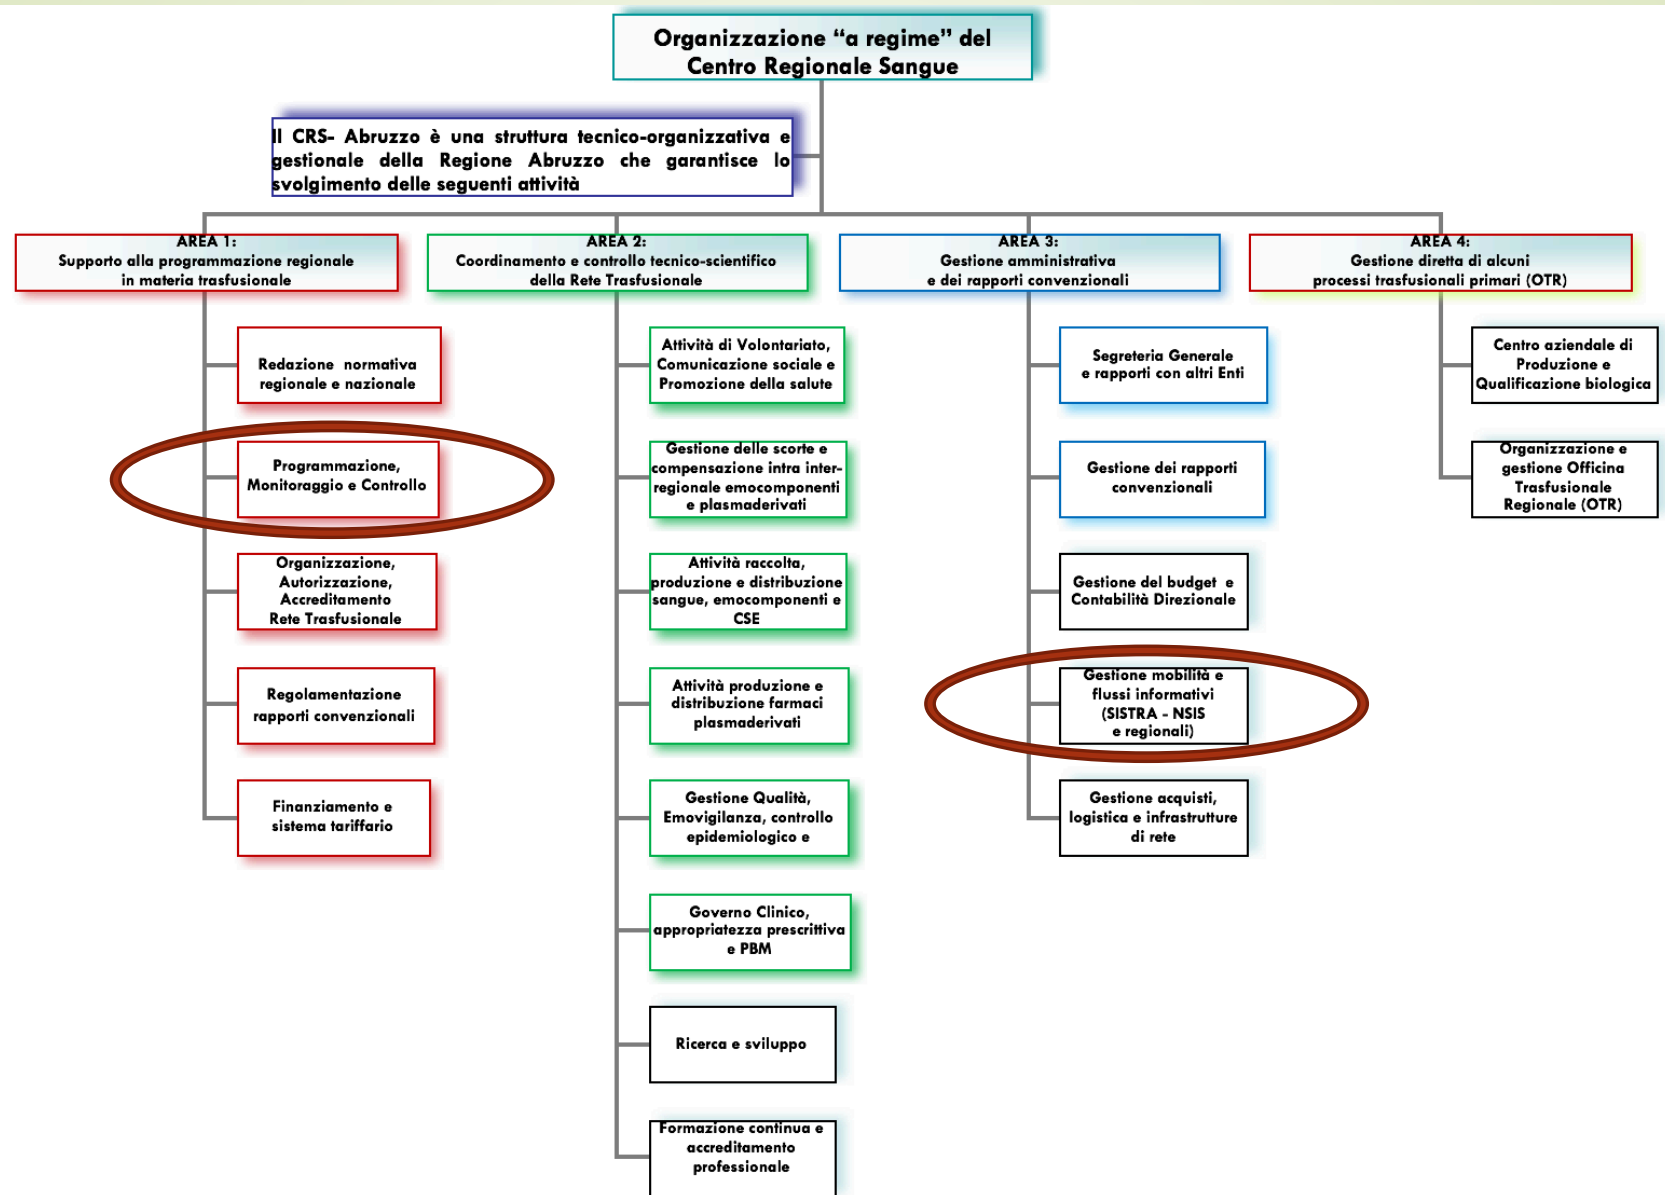 Organizzazione “a regime” del
Centro Regionale Sangue
Il CRS- Abruzzo è una struttura tecnico-organizzativa e
gestionale della Regione Abruzzo che garantisce lo
svolgimento delle seguenti attività
AREA 1:
Supporto alla programmazione regionale
in materia trasfusionale
Redazione normativa
regionale e nazionale
Programmazione,
Monitoraggio e Controllo
Organizzazione,
Autorizzazione,
Accreditamento
Rete Trasfusionale
Regolamentazione
rapporti convenzionali
Finanziamento e
sistema tariffario
AREA 2:
Coordinamento e controllo tecnico-scientifico
della Rete Trasfusionale
Attività di Volontariato,
Comunicazione sociale e
Promozione della salute
Gestione delle scorte e
compensazione intra inter-
regionale emocomponenti
e plasmaderivati
Attività raccolta,
produzione e distribuzione
sangue, emocomponenti e
CSE
Attività produzione e
distribuzione farmaci
plasmaderivati
Gestione Qualità,
Emovigilanza, controllo
epidemiologico e
Governo Clinico,
appropriatezza prescrittiva
e PBM
Ricerca e sviluppo
Formazione continua e
accreditamento
professionale
AREA 3:
Gestione amministrativa
e dei rapporti convenzionali
Segreteria Generale
e rapporti con altri Enti
Gestione dei rapporti
convenzionali
Gestione del budget e
Contabilità Direzionale
Gestione mobilità e
flussi informativi
(SISTRA - NSIS
e regionali)
Gestione acquisti,
logistica e infrastrutture
di rete
AREA 4:
Gestione diretta di alcuni
processi trasfusionali primari (OTR)
Centro aziendale di
Produzione e
Qualificazione biologica
Organizzazione e
gestione Officina
Trasfusionale
Regionale (OTR)